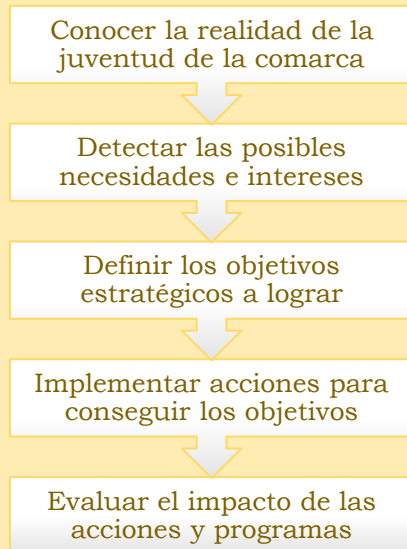 Conocer la realidad de la
juventud de la comarca
Detectar las posibles
necesidades e intereses
Definir los objetivos
estratégicos a lograr
Implementar acciones para
conseguir los objetivos
Evaluar el impacto de las
acciones y programas